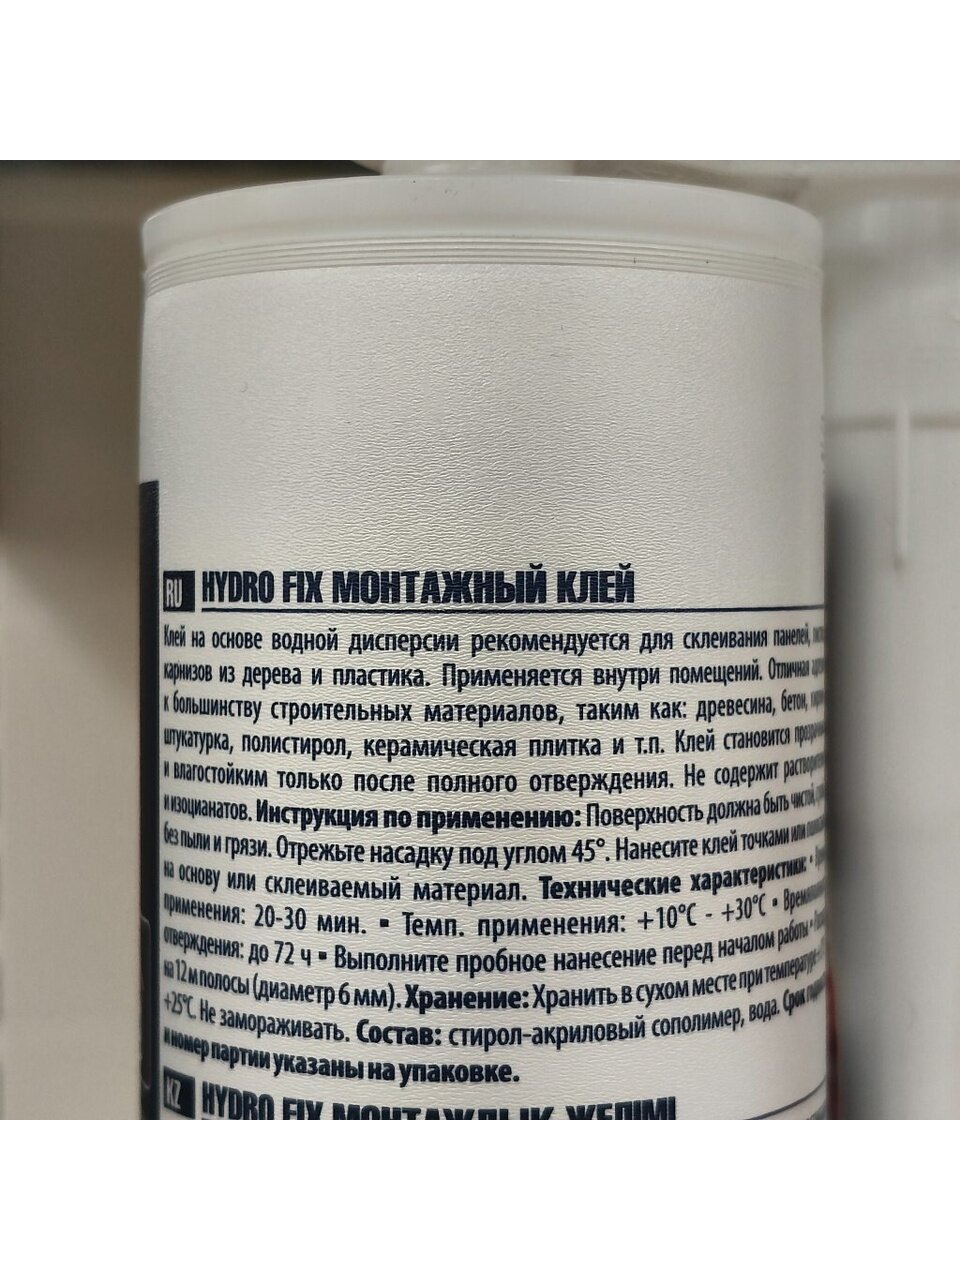 RU HYDRO FIX МОНТАЖНЫЙ КЛЕЙ
Клей на основе водной дисперсии рекомендуется для склеивания панелей,
карнизов из дерева и пластика. Применяется внутри помещений. Отличная
к большинству строительных материалов, таким как: древесина, бетон,
штукатурка, полистирол, керамическая плитка и т.п. Клей становится
и влагостойким только после полного отверждения. Не содержит
и изоцианатов. Инструкция по применению: Поверхность должна быть чистой,
без пыли и грязи. Отрежьте насадку под углом 45°. Нанесите клей точками или
на основу или склеиваемый материал. Технические характеристики: •
применения: 20-30 мин. ▪ Темп. применения: +10°C - +30°C ▪
отверждения: до 72 ч ▪ Выполните пробное нанесение перед началом работы ▪
на 12 м полосы (диаметр 6 мм). Хранение: Хранить в сухом месте при температуре
+25°C. Не замораживать. Состав: стирол-акриловый сополимер, вода. Срок
и номер партии указаны на упаковке.
KZ HYDRO FIX МОНТАЖДЫҚ ЖЕЛІМІ